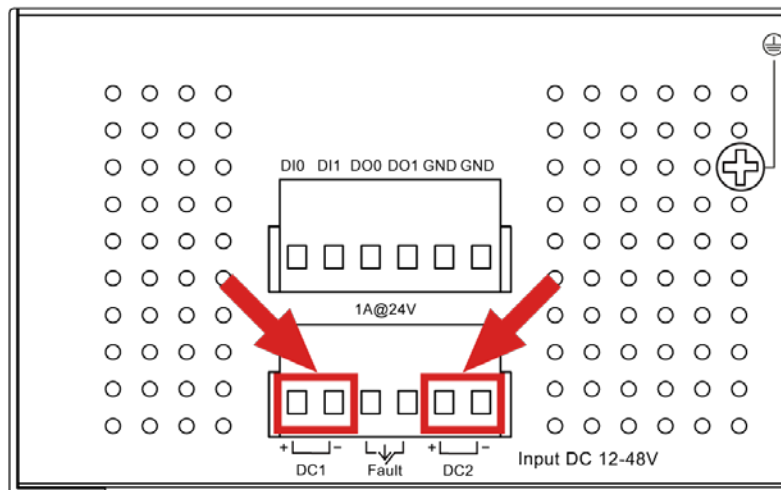 DI0 DI1 DO0 DO1 GND GND
1A@24V
+ − + −
DC1 Fault DC2
Input DC 12-48V